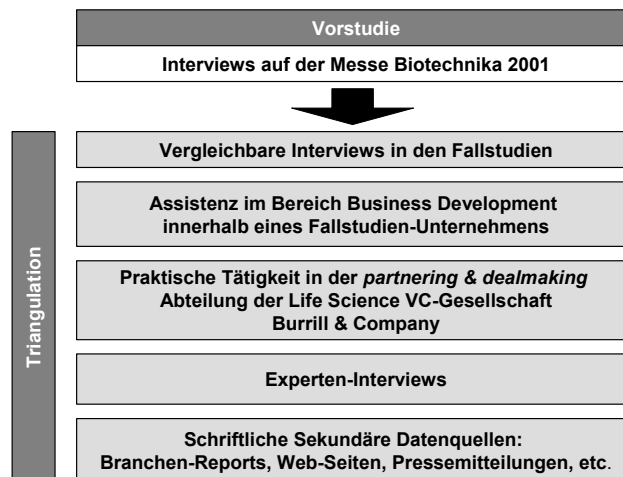 Vorstudie
Interviews auf der Messe Biotechnika 2001
Triangulation
Vergleichbare Interviews in den Fallstudien
Assistenz im Bereich Business Development
innerhalb eines Fallstudien-Unternehmens
Praktische Tätigkeit in der partnering & dealmaking
Abteilung der Life Science VC-Gesellschaft
Burrill & Company
Experten-Interviews
Schriftliche Sekundäre Datenquellen:
Branchen-Reports, Web-Seiten, Pressemitteilungen, etc.